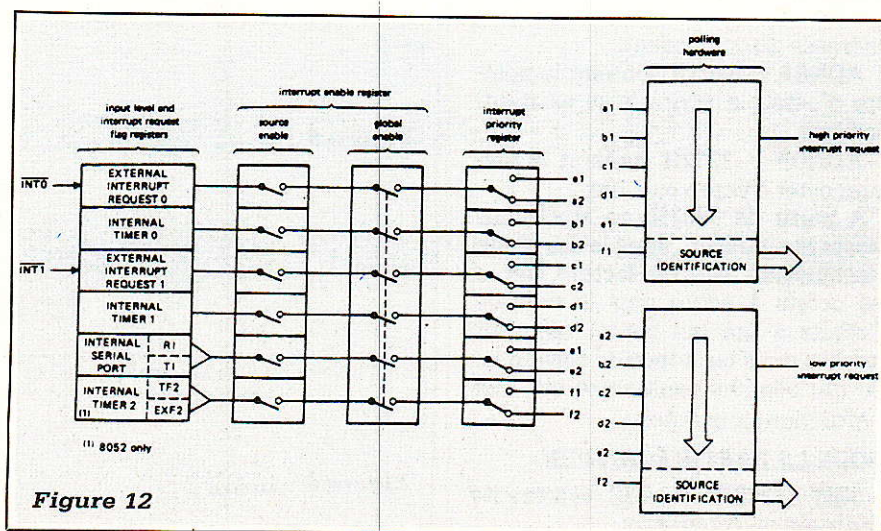 polling
hardware
interrupt enable register
input level and
interrupt request
flag registers
source
enable
global
enable
interrupt
priority
register
INT0
EXTERNAL
INTERRUPT
REQUEST 0
INTERNAL
TIMER 0
INT1
EXTERNAL
INTERRUPT
REQUEST 1
INTERNAL
TIMER 1
INTERNAL
SERIAL
PORT
R1
T1
INTERNAL
TIMER 2
(1)
TF2
EXF2
(1) 8052 only
a1
a2
b1
b2
c1
c2
d1
d2
e1
e2
f1
f2
a1
b1
c1
d1
e1
f1
SOURCE
IDENTIFICATION
high priority
interrupt request
a2
b2
c2
d2
e2
f2
SOURCE
IDENTIFICATION
low priority
interrupt request
Figure 12